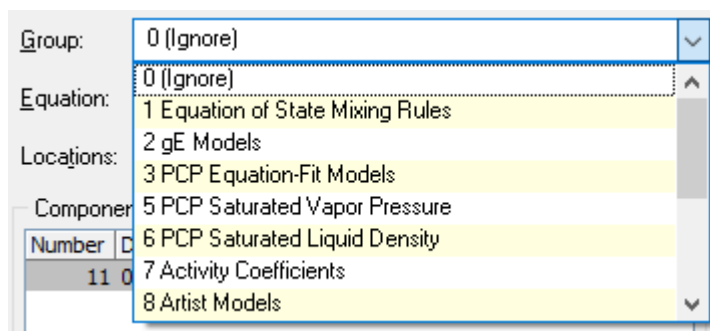 Group: 0 (Ignore)
0 (Ignore)
Equation:
1 Equation of State Mixing Rules
2 gE Models
Locations:
3 PCP Equation-Fit Models
Componer
5 PCP Saturated Vapor Pressure
Number D
6 PCP Saturated Liquid Density
11 0
7 Activity Coefficients
8 Artist Models